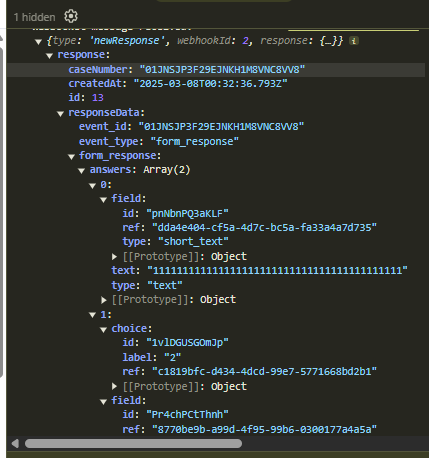 1 hidden
{type: 'newResponse', webhookId: 2, response: {…}}
response:
caseNumber: "01JNSJP3F29EJNKH1M8VNC8VV8"
createdAt: "2025-03-08T00:32:36.793Z"
id: 13
responseData:
event_id: "01JNSJP3F29EJNKH1M8VNC8VV8"
event_type: "form_response"
form_response:
answers: Array(2)
0:
field:
id: "pnNbnPQ3aKLF"
ref: "dda4e404-cf5a-4d7c-bc5a-fa33a4a7d735"
type: "short_text"
[[Prototype]]: Object
text:
type: "text"
[[Prototype]]: Object
1:
choice:
id: "1vlDGUSGOmJp"
label: "2"
ref: "c1819bfc-d434-4dcd-99e7-5771668bd2b1"
[[Prototype]]: Object
field:
id: "Pr4chPCtThnh"
ref: "8770be9b-a99d-4f95-99b6-0300177a4a5a"